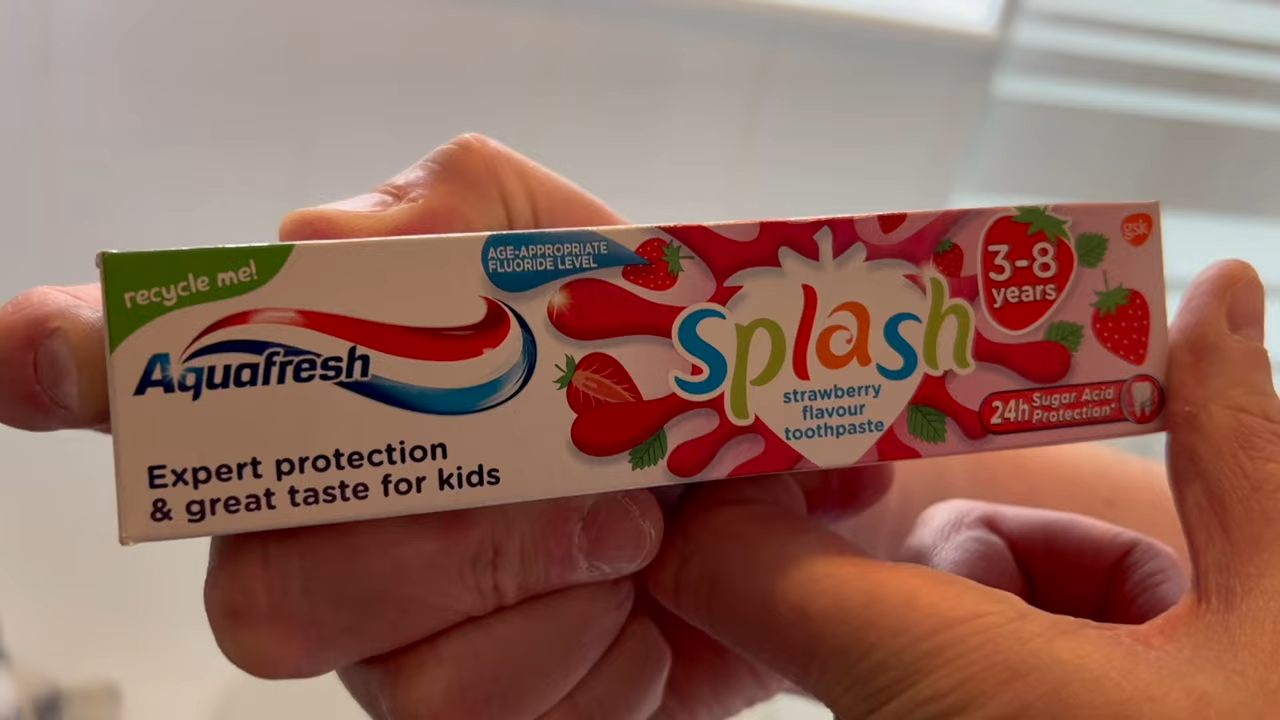 recycle me!
Aquafresh
Expert protection
& great taste for kids
AGE-APPROPRIATE
FLUORIDE LEVEL
splash
strawberry
flavour
toothpaste
3-8
years
gsk
24h Sugar Acid
Protection*